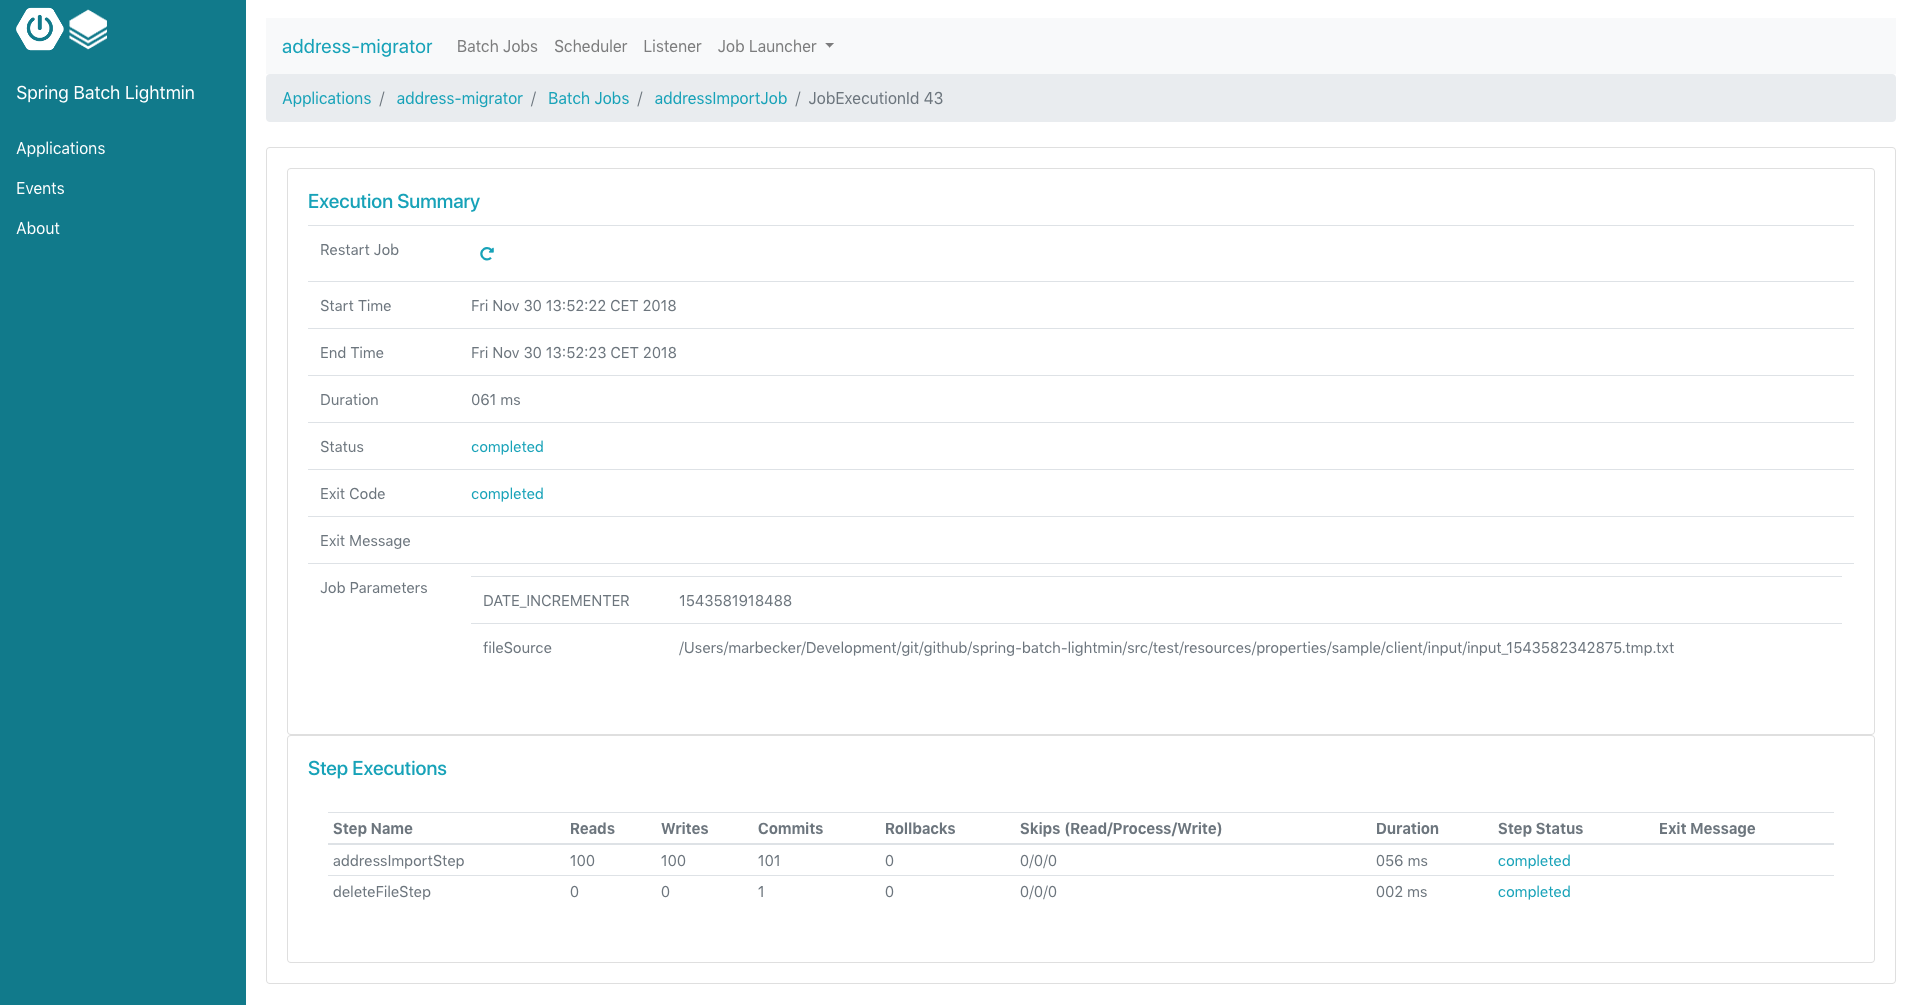 Spring Batch Lightmin
Applications
Events
About
address-migrator Batch Jobs Scheduler Listener Job Launcher
Applications / address-migrator / Batch Jobs / addressImportJob / JobExecutionId 43
Execution Summary
Restart Job
Start Time Fri Nov 30 13:52:22 CET 2018
End Time Fri Nov 30 13:52:23 CET 2018
Duration 061 ms
Status completed
Exit Code completed
Exit Message
Job Parameters
DATE_INCREMENTER 1543581918488
fileSource /Users/marbecker/Development/git/github/spring-batch-lightmin/src/test/resources/properties/sample/client/input/input_1543582342875.tmp.txt
Step Executions
Step Name Reads Writes Commits Rollbacks Skips (Read/Process/Write) Duration Step Status Exit Message
addressImportStep 100 100 101 0 0/0/0 056 ms completed
deleteFileStep 0 0 1 0 0/0/0 002 ms completed